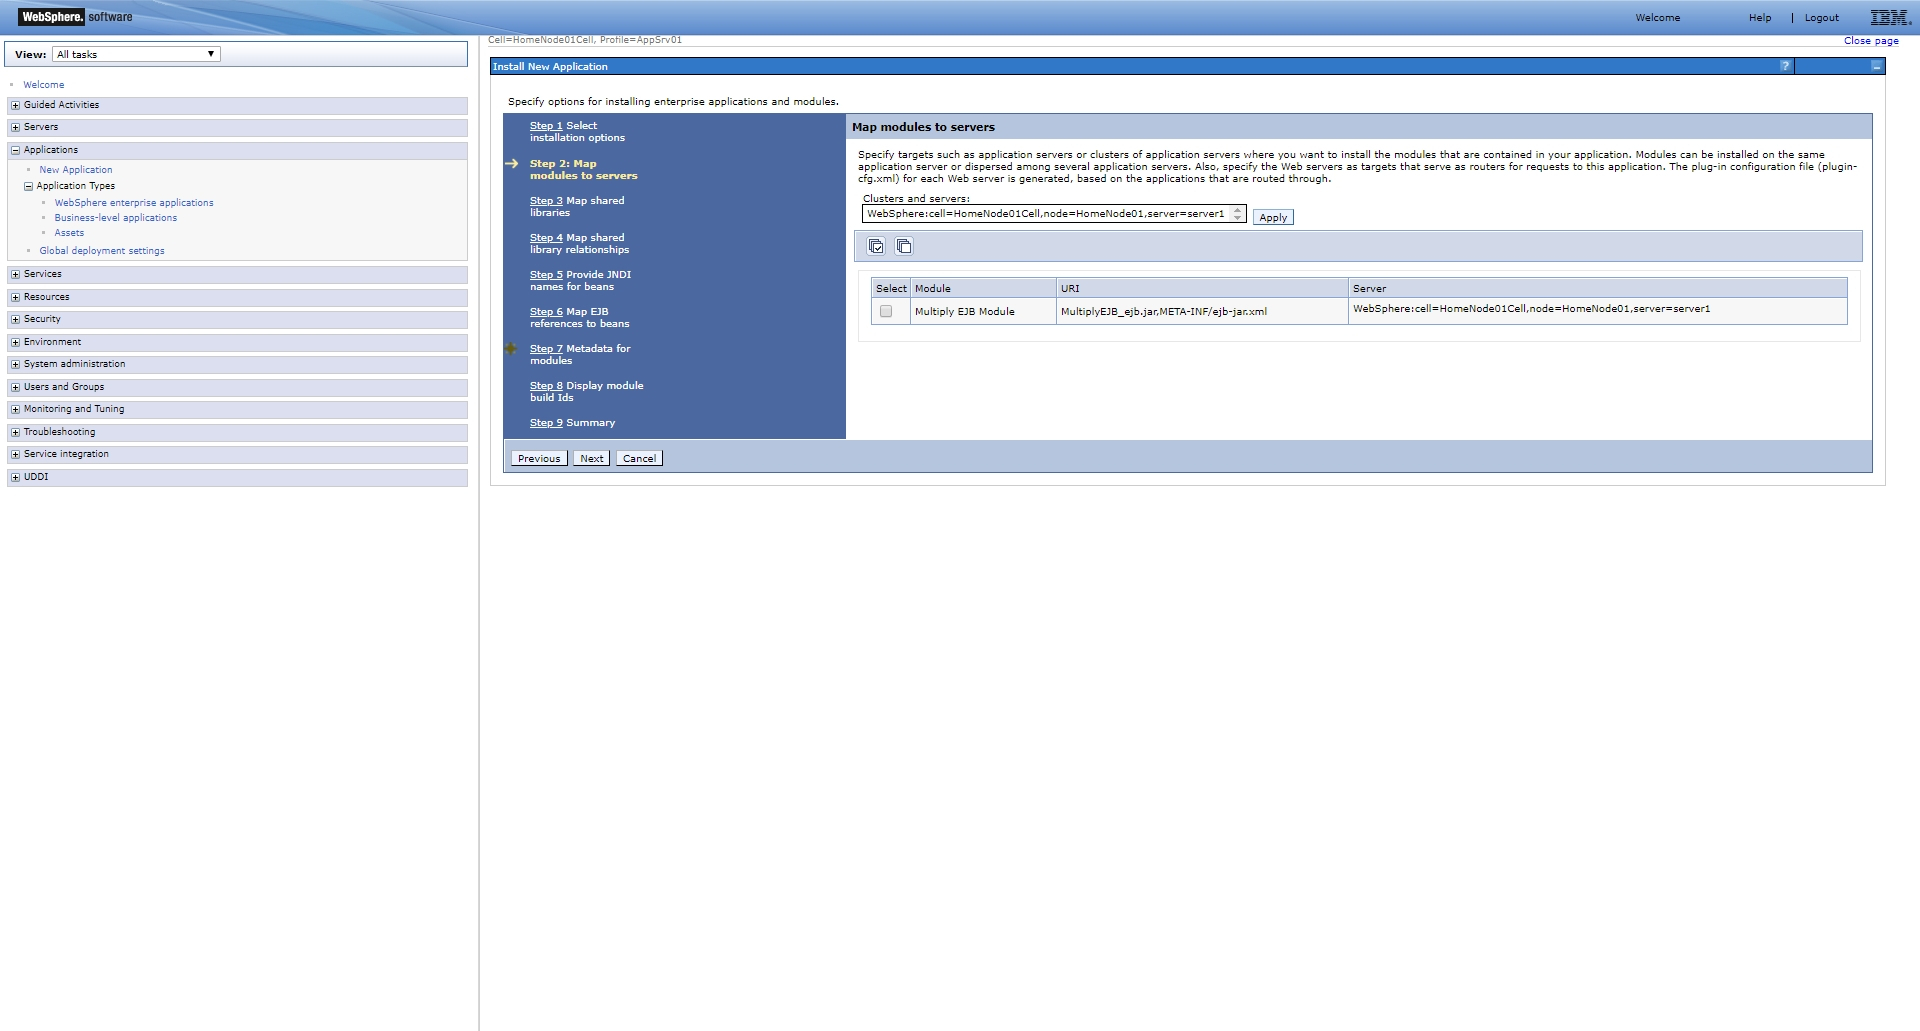 WebSphere. software
Welcome Help | Logout IBM.
View: All tasks
Cell=HomeNode01Cell, Profile=AppSrv01
Close page
Welcome
Guided Activities
Servers
Applications
New Application
Application Types
WebSphere enterprise applications
Business-level applications
Assets
Global deployment settings
Services
Resources
Security
Environment
System administration
Users and Groups
Monitoring and Tuning
Troubleshooting
Service integration
UDDI
Install New Application ? _
Specify options for installing enterprise applications and modules.
Step 1 Select
installation options
Step 2: Map
modules to servers
Step 3 Map shared
libraries
Step 4 Map shared
library relationships
Step 5 Provide JNDI
names for beans
Step 6 Map EJB
references to beans
Step 7 Metadata for
modules
Step 8 Display module
build Ids
Step 9 Summary
Map modules to servers
Specify targets such as application servers or clusters of application servers where you want to install the modules that are contained in your application. Modules can be installed on the same
application server or dispersed among several application servers. Also, specify the Web servers as targets that serve as routers for requests to this application. The plug-in configuration file (plugin-
cfg.xml) for each Web server is generated, based on the applications that are routed through.
Clusters and servers:
WebSphere:cell=HomeNode01Cell,node=HomeNode01,server=server1 Apply
Select Module URI Server
Multiply EJB Module MultiplyEJB_ejb.jar,META-INF/ejb-jar.xml WebSphere:cell=HomeNode01Cell,node=HomeNode01,server=server1
Previous Next Cancel